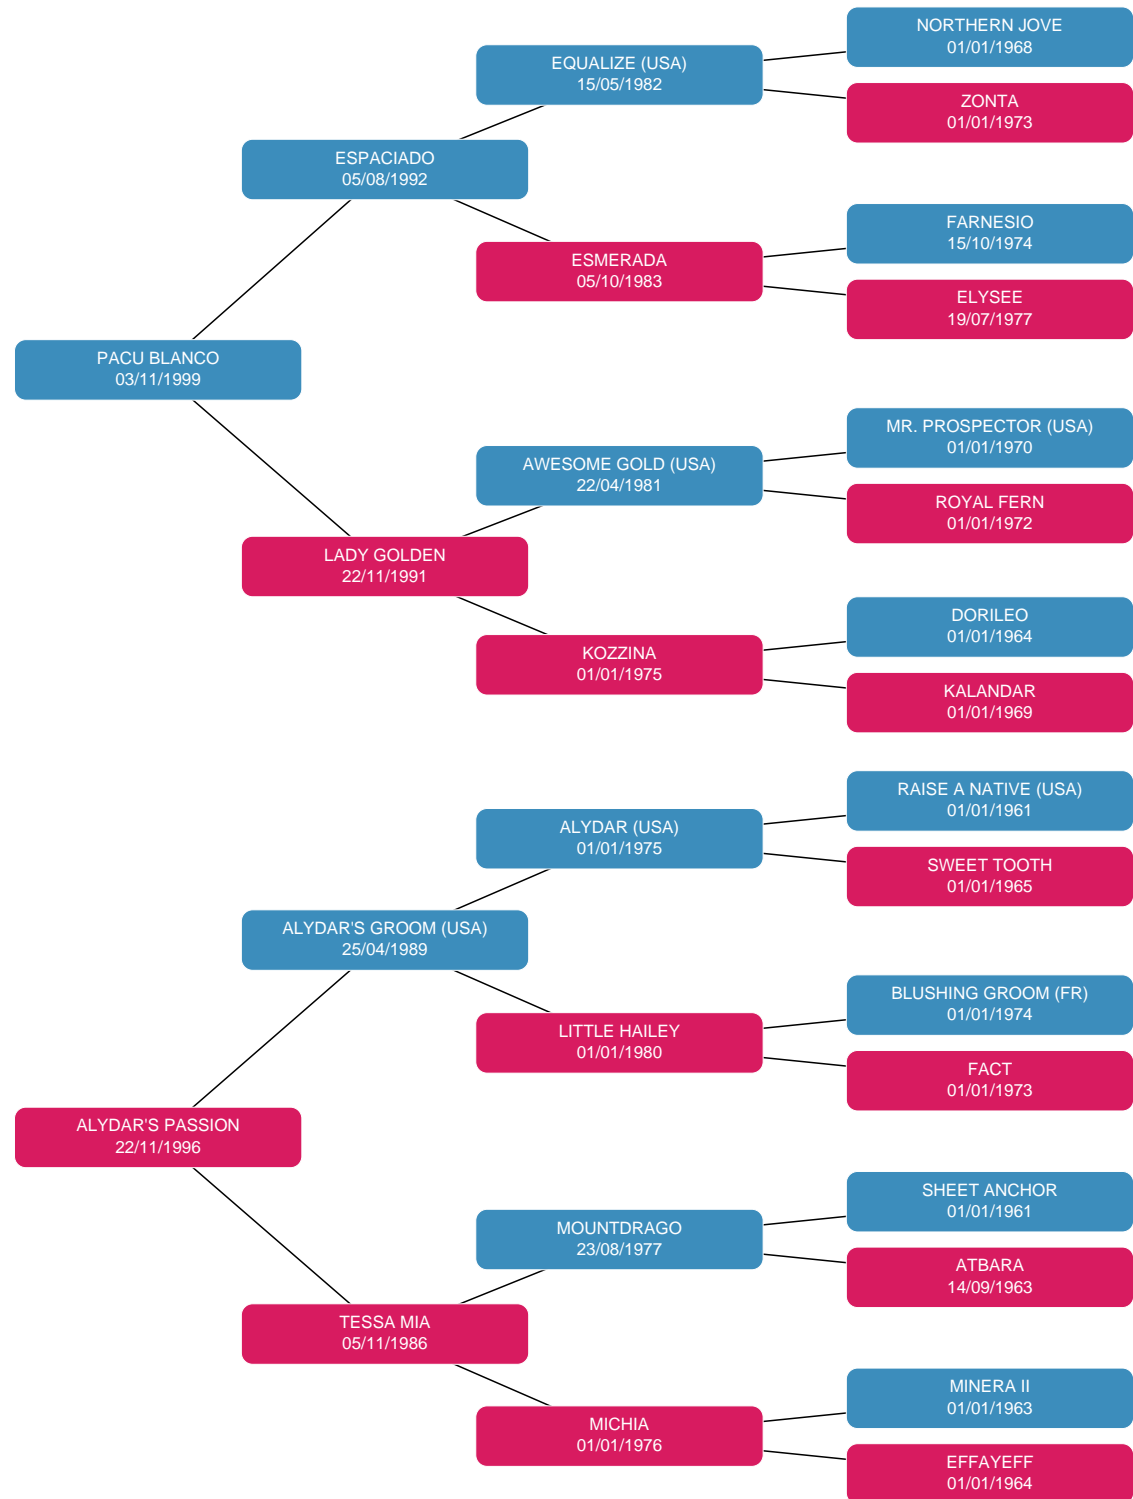 NORTHERN JOVE
01/01/1968
EQUALIZE (USA)
15/05/1982
ZONTA
01/01/1973
ESPACIADO
05/08/1992
FARNESIO
15/10/1974
ESMERADA
05/10/1983
ELYSEE
19/07/1977
PACU BLANCO
03/11/1999
MR. PROSPECTOR (USA)
01/01/1970
AWESOME GOLD (USA)
22/04/1981
ROYAL FERN
01/01/1972
LADY GOLDEN
22/11/1991
DORILEO
01/01/1964
KOZZINA
01/01/1975
KALANDAR
01/01/1969
RAISE A NATIVE (USA)
01/01/1961
ALYDAR (USA)
01/01/1975
SWEET TOOTH
01/01/1965
ALYDAR'S GROOM (USA)
25/04/1989
BLUSHING GROOM (FR)
01/01/1974
LITTLE HAILEY
01/01/1980
FACT
01/01/1973
ALYDAR'S PASSION
22/11/1996
SHEET ANCHOR
01/01/1961
MOUNTDRAGO
23/08/1977
ATBARA
14/09/1963
TESSA MIA
05/11/1986
MINERA II
01/01/1963
MICHIA
01/01/1976
EFFAYEFF
01/01/1964